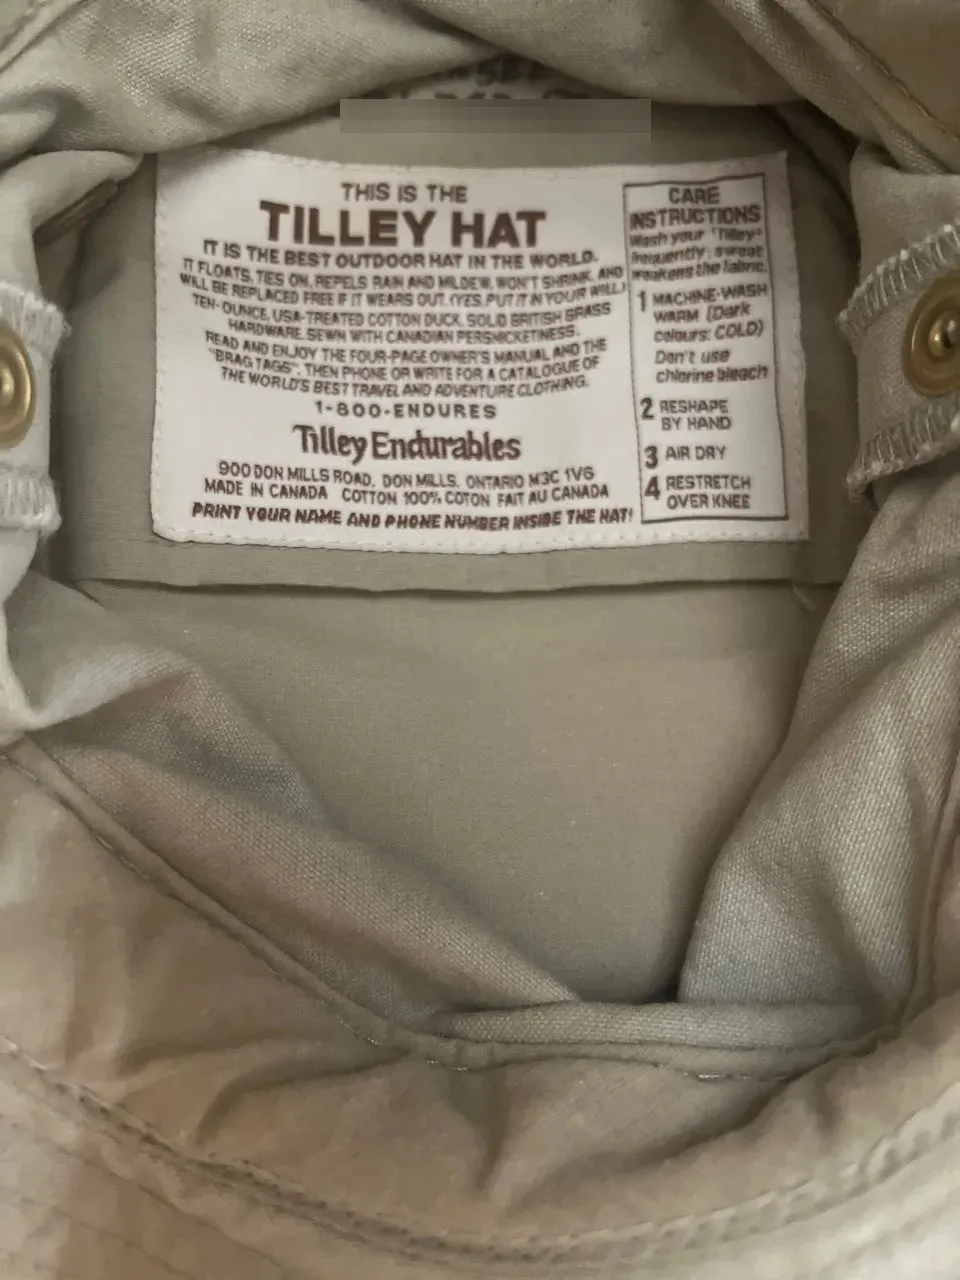 THIS IS THE
TILLEY HAT
IT IS THE BEST OUTDOOR HAT IN THE WORLD.
IT FLOATS, TIES ON, REPELS RAIN AND MILDEW, WON'T SHRINK, AND
WILL BE REPLACED FREE IF IT WEARS OUT. (YES, PUT IT IN YOUR WILL.)
TEN-OUNCE, USA-TREATED COTTON DUCK. SOLID BRITISH BRASS
HARDWARE. SEWN WITH CANADIAN PERSNICKETINESS.
READ AND ENJOY THE FOUR-PAGE OWNER'S MANUAL AND THE
"BRAG TAGS". THEN PHONE OR WRITE FOR A CATALOGUE OF
THE WORLD'S BEST TRAVEL AND ADVENTURE CLOTHING.
1-800-ENDURES
Tilley Endurables
900 DON MILLS ROAD, DON MILLS, ONTARIO M3C 1V6
MADE IN CANADA COTTON 100% COTON FAIT AU CANADA
PRINT YOUR NAME AND PHONE NUMBER INSIDE THE HAT!
CARE
INSTRUCTIONS
Wash your "Tilley"
frequently: sweat
weakens the fabric.
1 MACHINE-WASH
WARM (Dark
colours: COLD)
Don't use
chlorine bleach
2 RESHAPE
BY HAND
3 AIR DRY
4 RESTRETCH
OVER KNEE